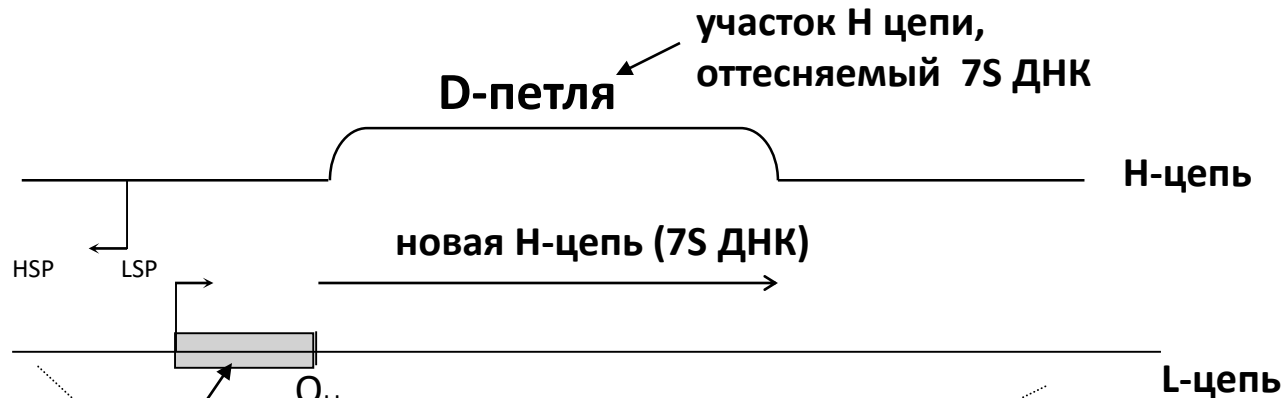 участок Н цепи,
оттесняемый 7S ДНК
D-петля
Н-цепь
новая Н-цепь (7S ДНК)
HSP LSP
L-цепь